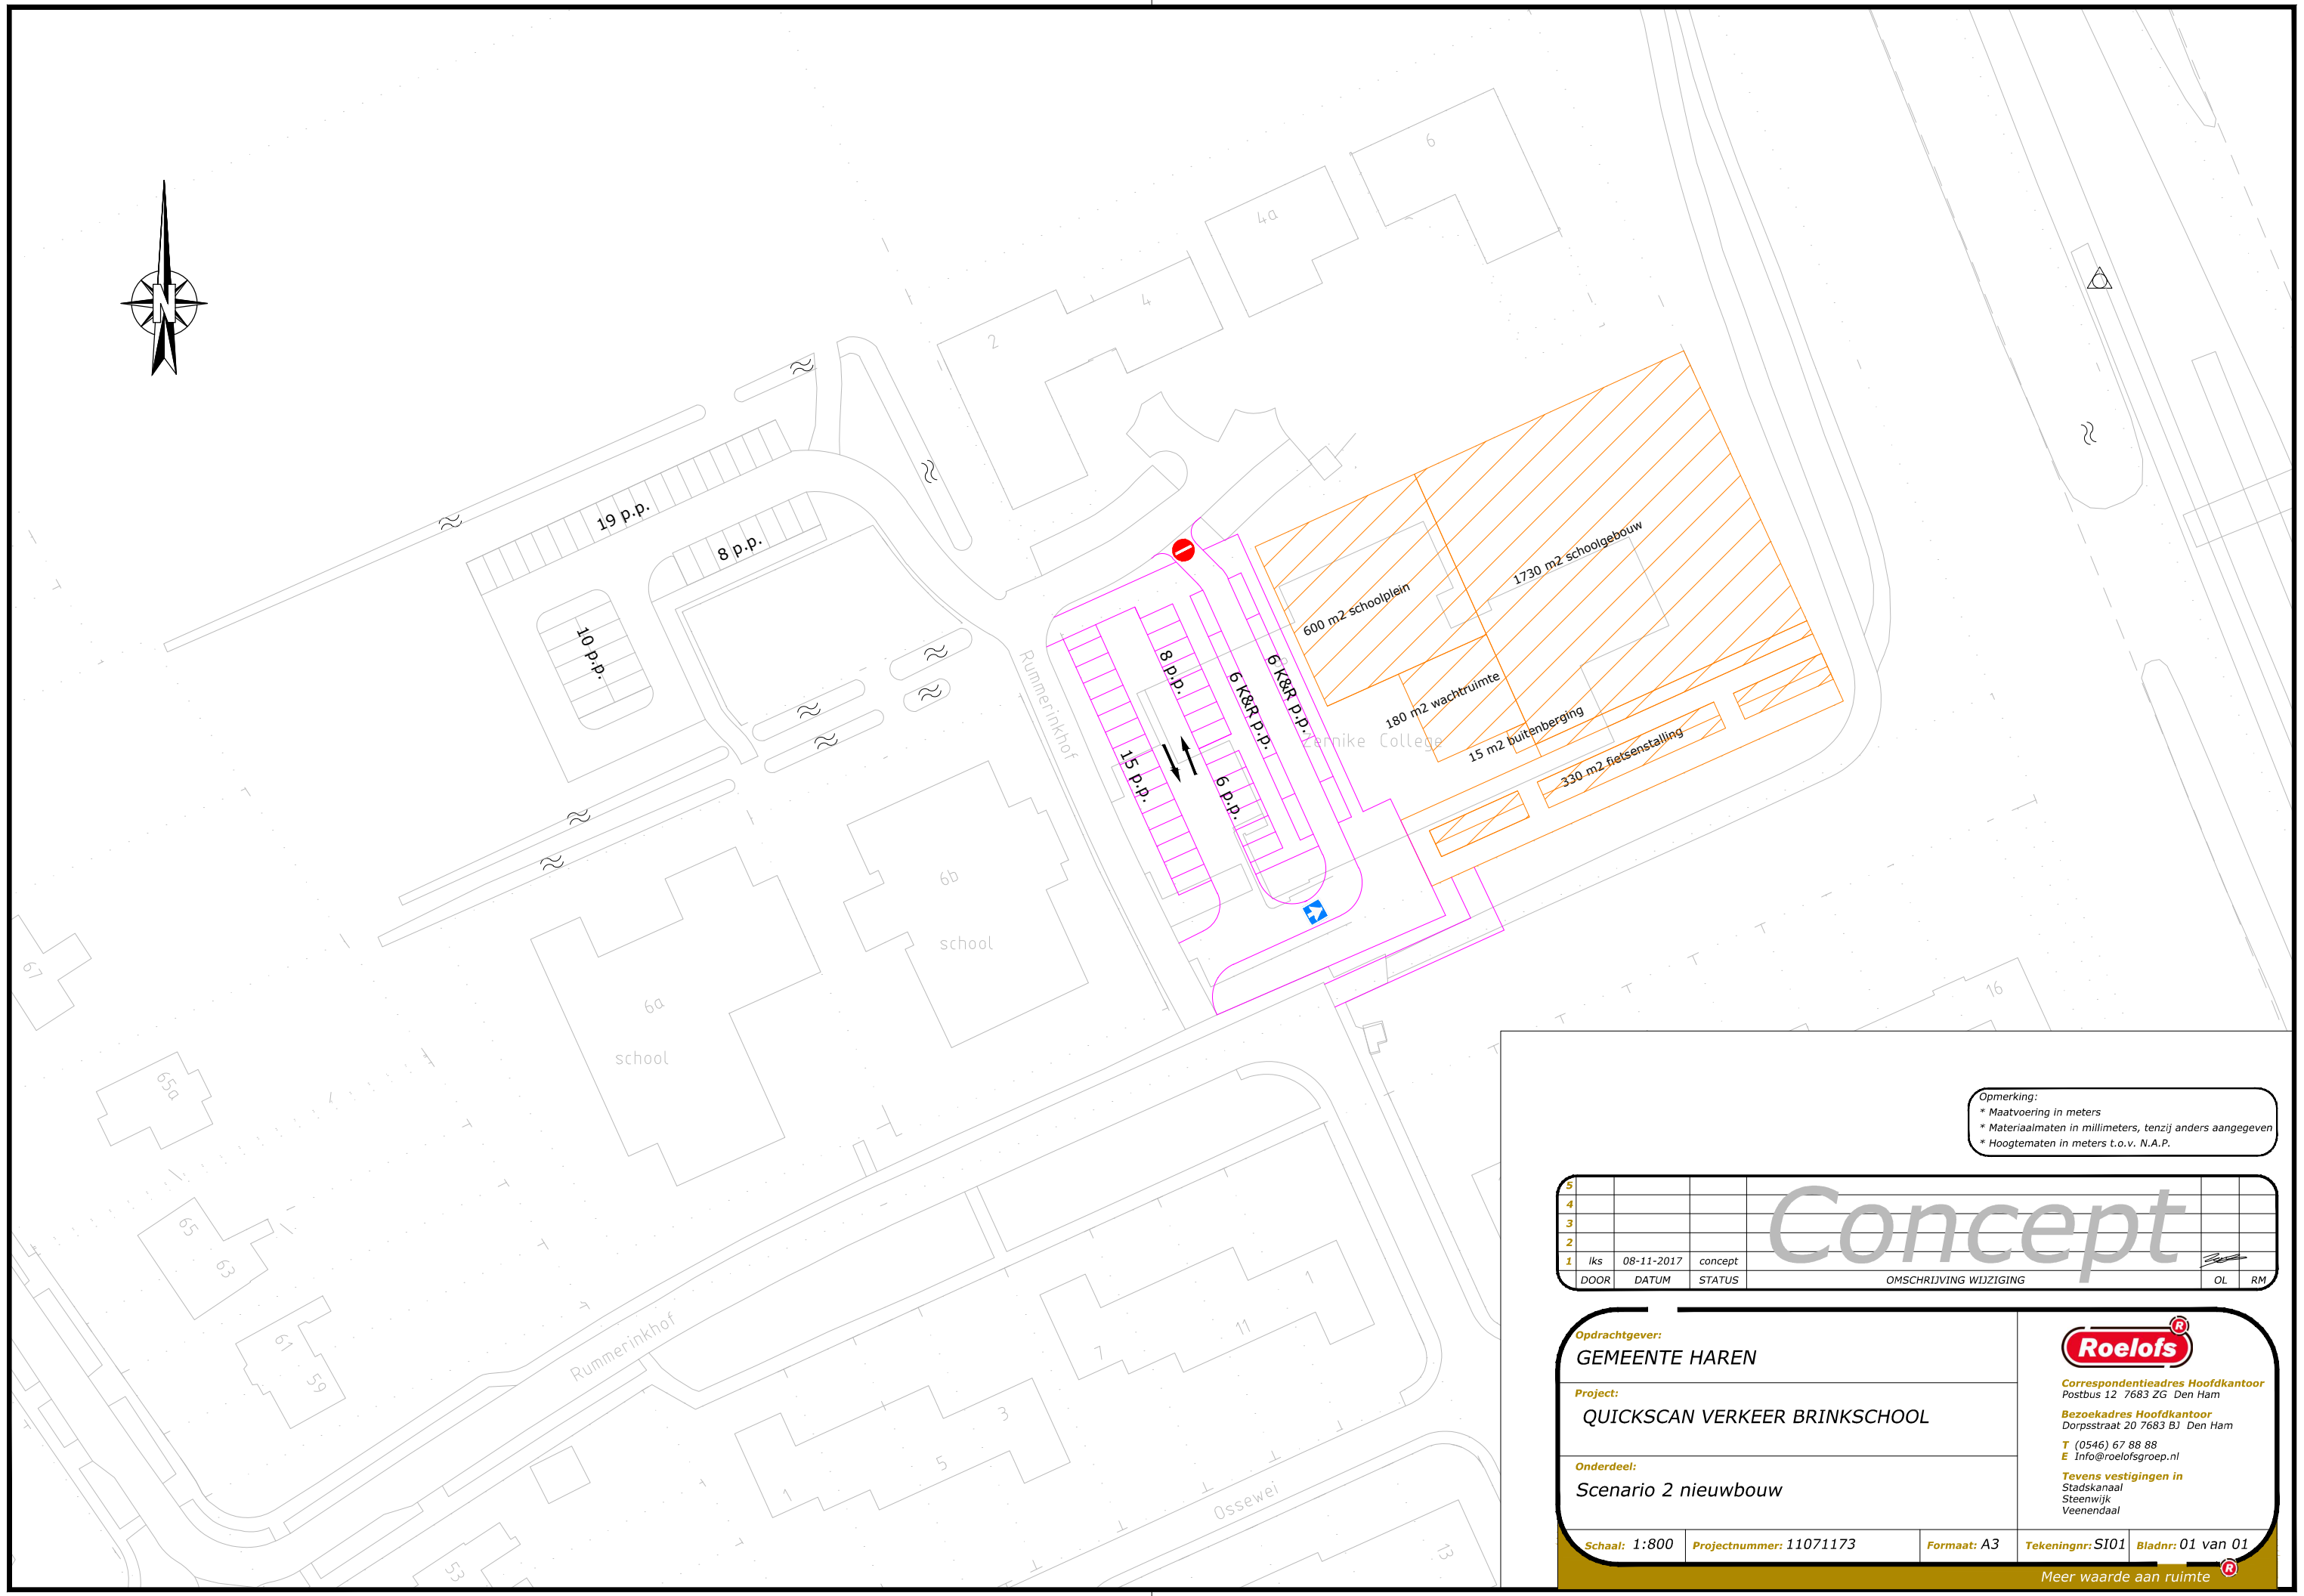 N
6
4a
4
2
19 p.p.
8 p.p.
10 p.p.
Rummerinkhof
8 p.p.
6 K&R p.p.
6 K&R p.p.
15 p.p.
6 p.p.
600 m2 schoolplein
1730 m2 schoolgebouw
180 m2 wachtruimte
15 m2 buitenberging
330 m2 fietsenstalling
Zernike College
6b
school
6a
school
67
65a
65
63
61
59
53
16
Rummerinkhof
1
11
7
3
5
1
Ossewei
13
Opmerking:
* Maatvoering in meters
* Materiaalmaten in millimeters, tenzij anders aangegeven
* Hoogtematen in meters t.o.v. N.A.P.
5
4
3
2
1 lks 08-11-2017 concept
Concept
DOOR DATUM STATUS OMSCHRIJVING WIJZIGING OL RM
Opdrachtgever:
GEMEENTE HAREN
Project:
QUICKSCAN VERKEER BRINKSCHOOL
Onderdeel:
Scenario 2 nieuwbouw
Roelofs
R
Correspondentieadres Hoofdkantoor
Postbus 12 7683 ZG Den Ham
Bezoekadres Hoofdkantoor
Dorpsstraat 20 7683 BJ Den Ham
T (0546) 67 88 88
E Info@roelofsgroep.nl
Tevens vestigingen in
Stadskanaal
Steenwijk
Veenendaal
Schaal: 1:800 Projectnummer: 11071173 Formaat: A3 Tekeningnr: SI01 Bladnr: 01 van 01
Meer waarde aan ruimte R